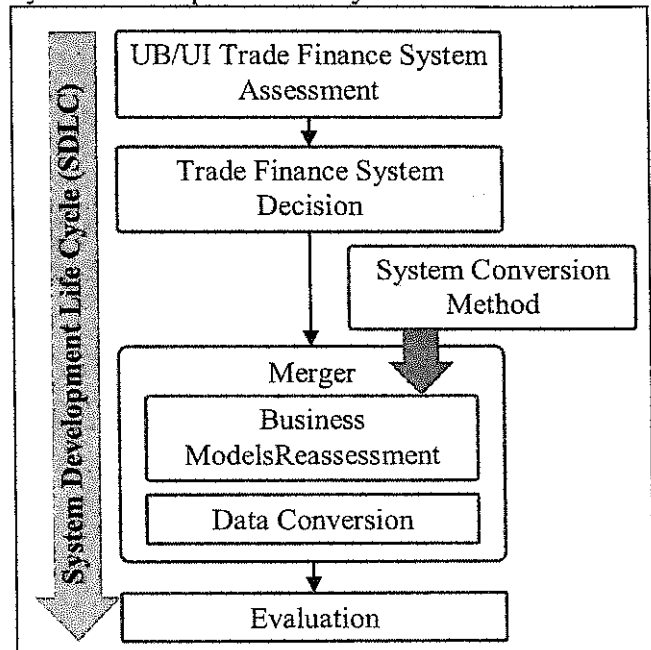 UB/UI Trade Finance System
Assessment
Trade Finance System
Decision
System Conversion
Method
Merger
Business
ModelsReassessment
Data Conversion
Evaluation
System Development Life Cycle (SDLC)